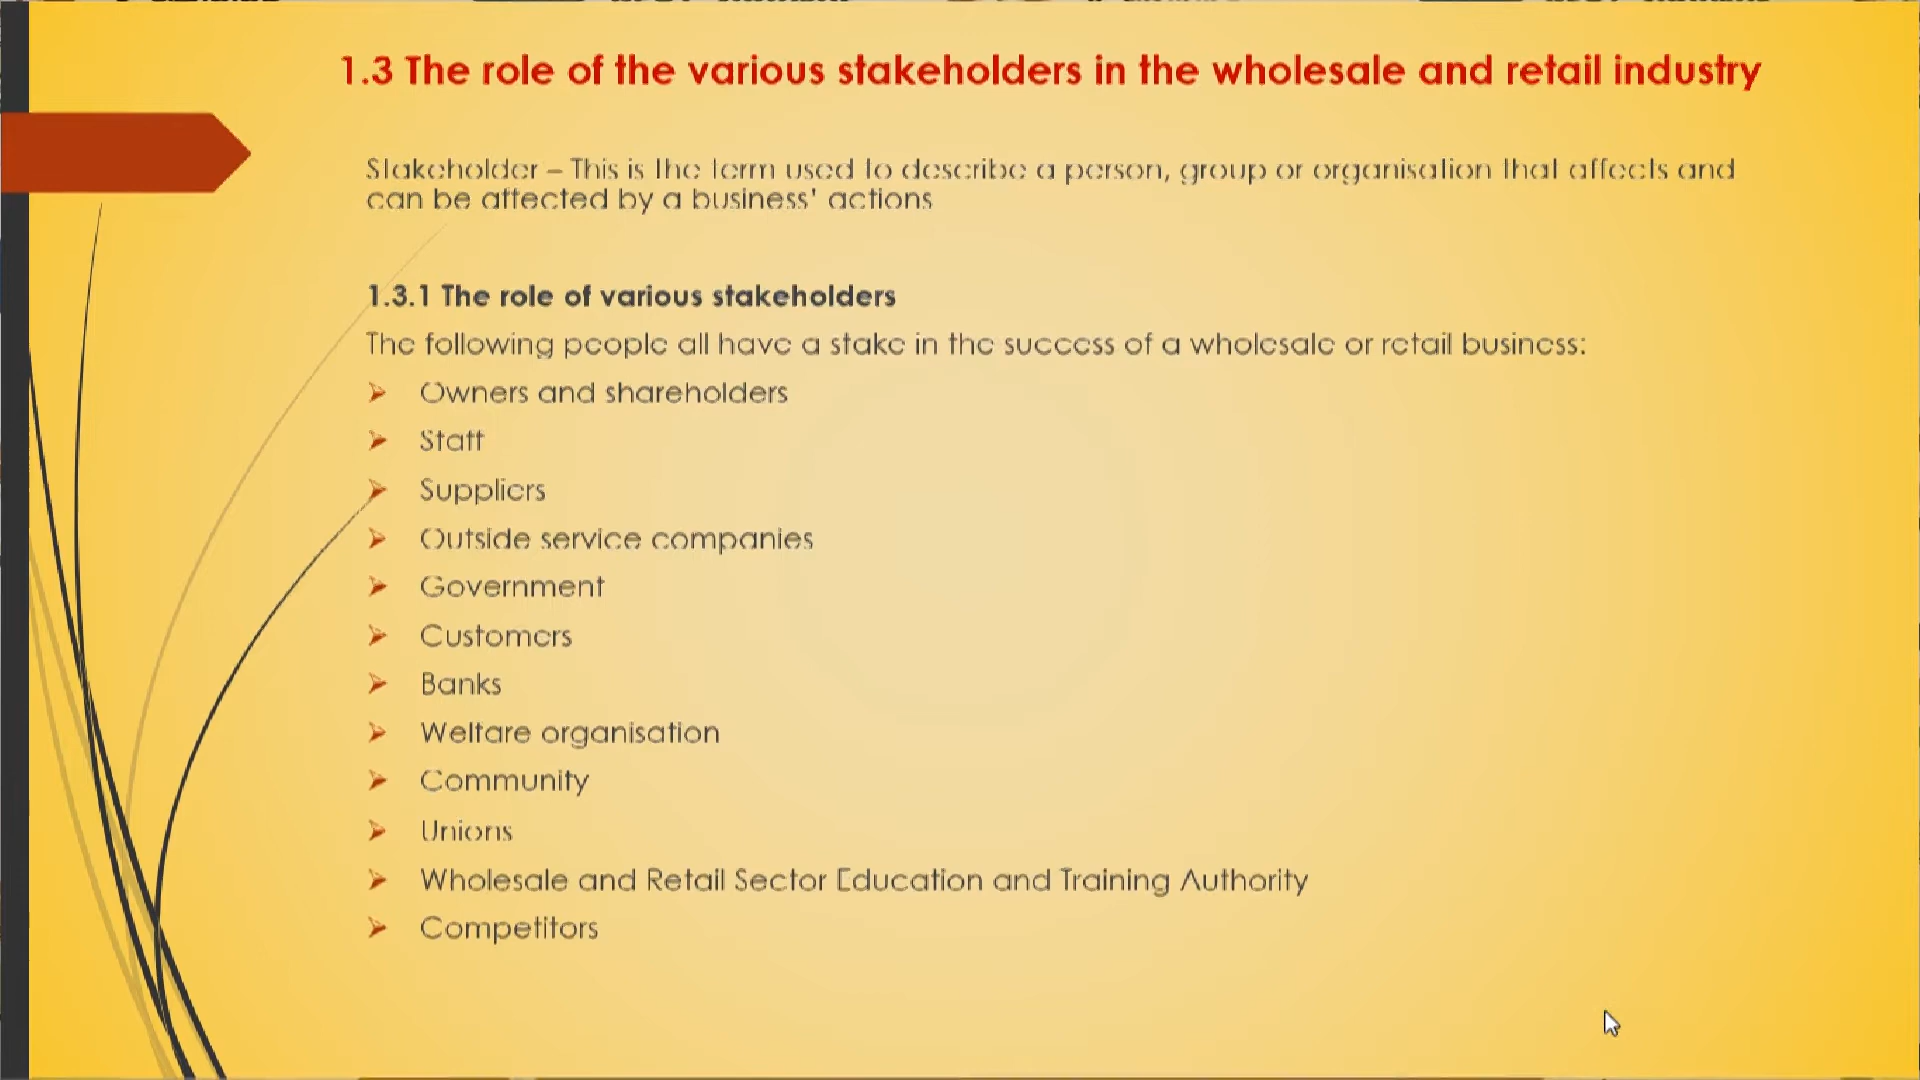 1.3 The role of the various stakeholders in the wholesale and retail industry
Stakeholder – This is the term used to describe a person, group or organisation that affects and
can be affected by a business' actions
1.3.1 The role of various stakeholders
The following people all have a stake in the success of a wholesale or retail business:
Owners and shareholders
Staff
Suppliers
Outside service companies
Government
Customers
Banks
Welfare organisation
Community
Unions
Wholesale and Retail Sector Education and Training Authority
Competitors